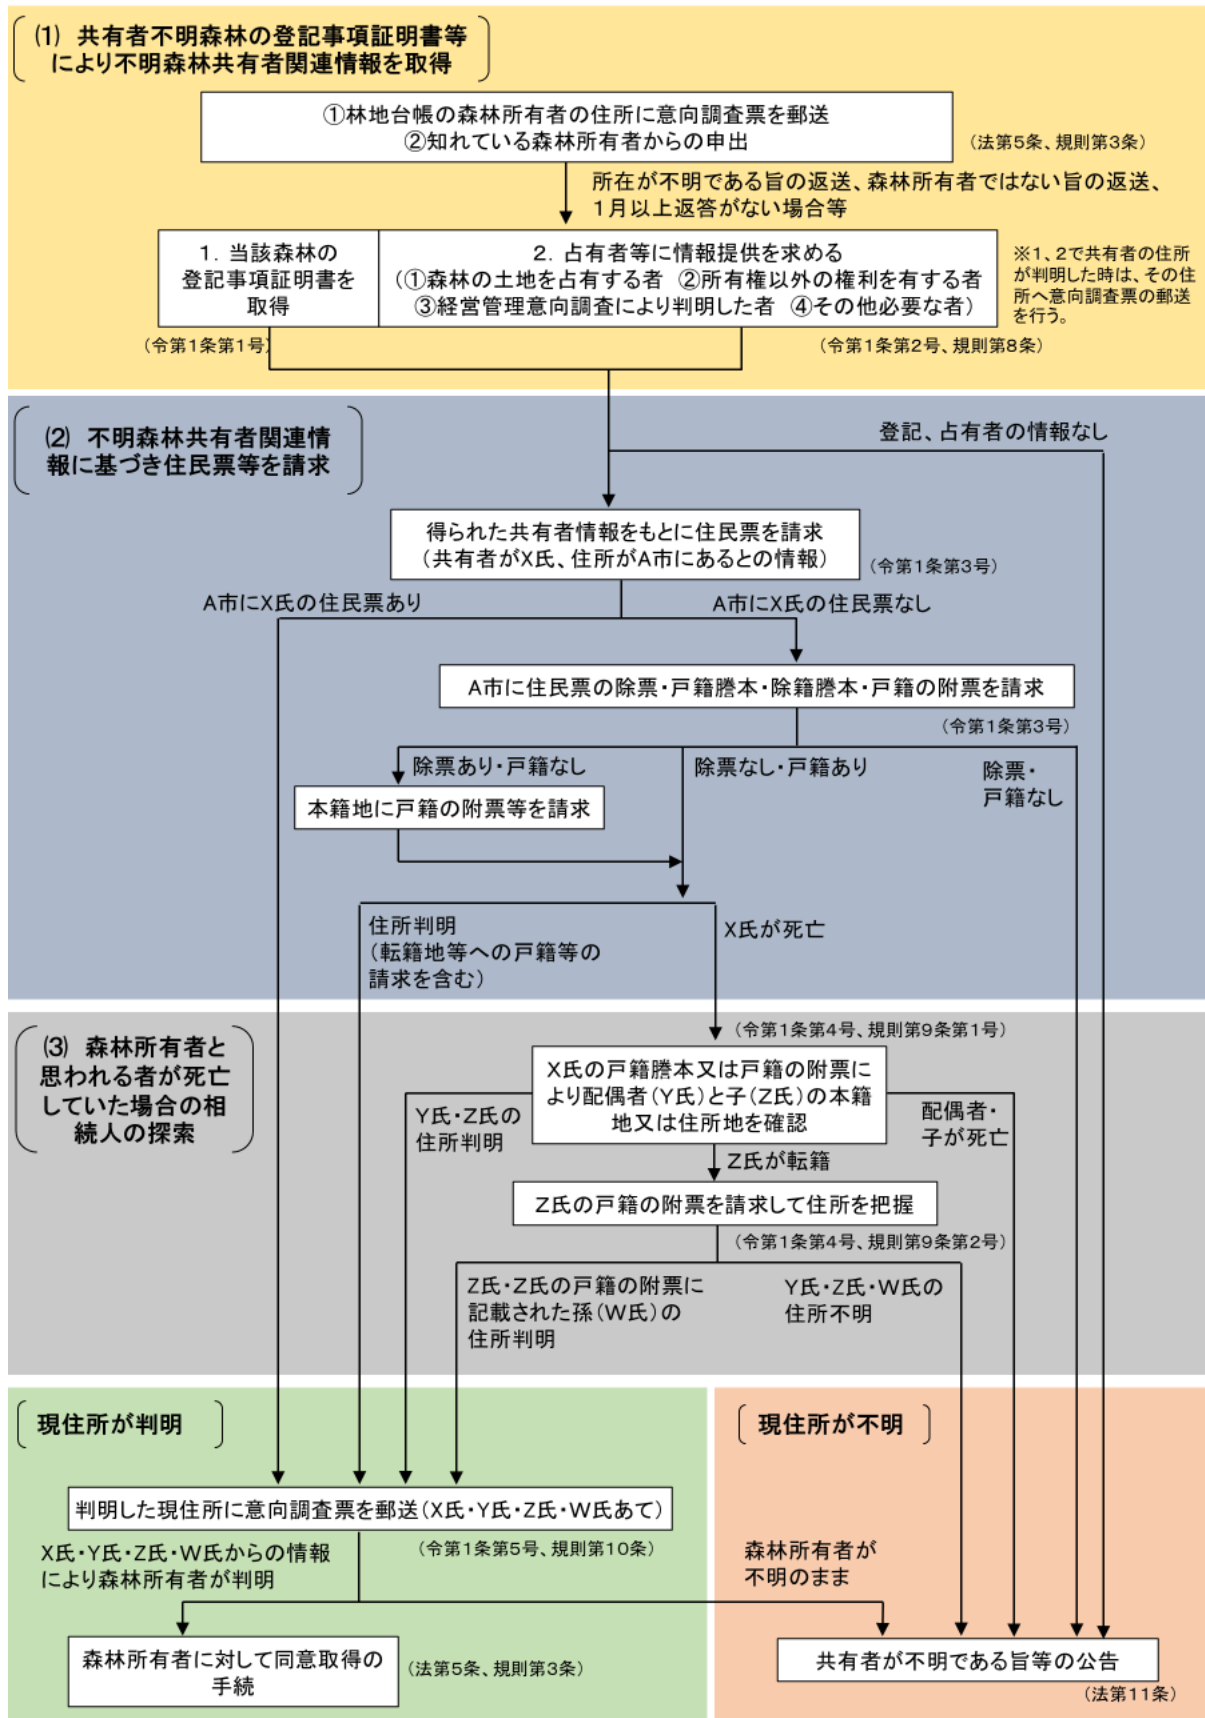 ⑴ 共有者不明森林の登記事項証明書等
により不明森林共有者関連情報を取得
①林地台帳の森林所有者の住所に意向調査票を郵送
②知れている森林所有者からの申出
（法第5条、規則第3条）
所在が不明である旨の返送、森林所有者ではない旨の返送、
１月以上返答がない場合等
１．当該森林の
登記事項証明書を
取得
２．占有者等に情報提供を求める
（①森林の土地を占有する者 ②所有権以外の権利を有する者
③経営管理意向調査により判明した者 ④その他必要な者）
※１、２で共有者の住所
が判明した時は、その住
所へ意向調査票の郵送
を行う。
（令第1条第1号）
（令第1条第2号、規則第8条）
⑵ 不明森林共有者関連情
報に基づき住民票等を請求
登記、占有者の情報なし
得られた共有者情報をもとに住民票を請求
（共有者がX氏、住所がA市にあるとの情報）
（令第1条第3号）
A市にX氏の住民票あり
A市にX氏の住民票なし
A市に住民票の除票・戸籍謄本・除籍謄本・戸籍の附票を請求
（令第1条第3号）
除票あり・戸籍なし
除票なし・戸籍あり
除票・
戸籍なし
本籍地に戸籍の附票等を請求
住所判明
（転籍地等への戸籍等の
請求を含む）
X氏が死亡
⑶ 森林所有者と
思われる者が死亡
していた場合の相
続人の探索
（令第1条第4号、規則第9条第1号）
X氏の戸籍謄本又は戸籍の附票に
より配偶者（Y氏）と子（Z氏）の本籍
地又は住所地を確認
Y氏・Z氏の
住所判明
配偶者・
子が死亡
Z氏が転籍
Z氏の戸籍の附票を請求して住所を把握
（令第1条第4号、規則第9条第2号）
Z氏・Z氏の戸籍の附票に
記載された孫（W氏）の
住所判明
Y氏・Z氏・W氏の
住所不明
現住所が判明
現住所が不明
判明した現住所に意向調査票を郵送（X氏・Y氏・Z氏・W氏あて）
（令第1条第5号、規則第10条）
X氏・Y氏・Z氏・W氏からの情報
により森林所有者が判明
森林所有者が
不明のまま
森林所有者に対して同意取得の
手続
（法第5条、規則第3条）
共有者が不明である旨等の公告
（法第11条）